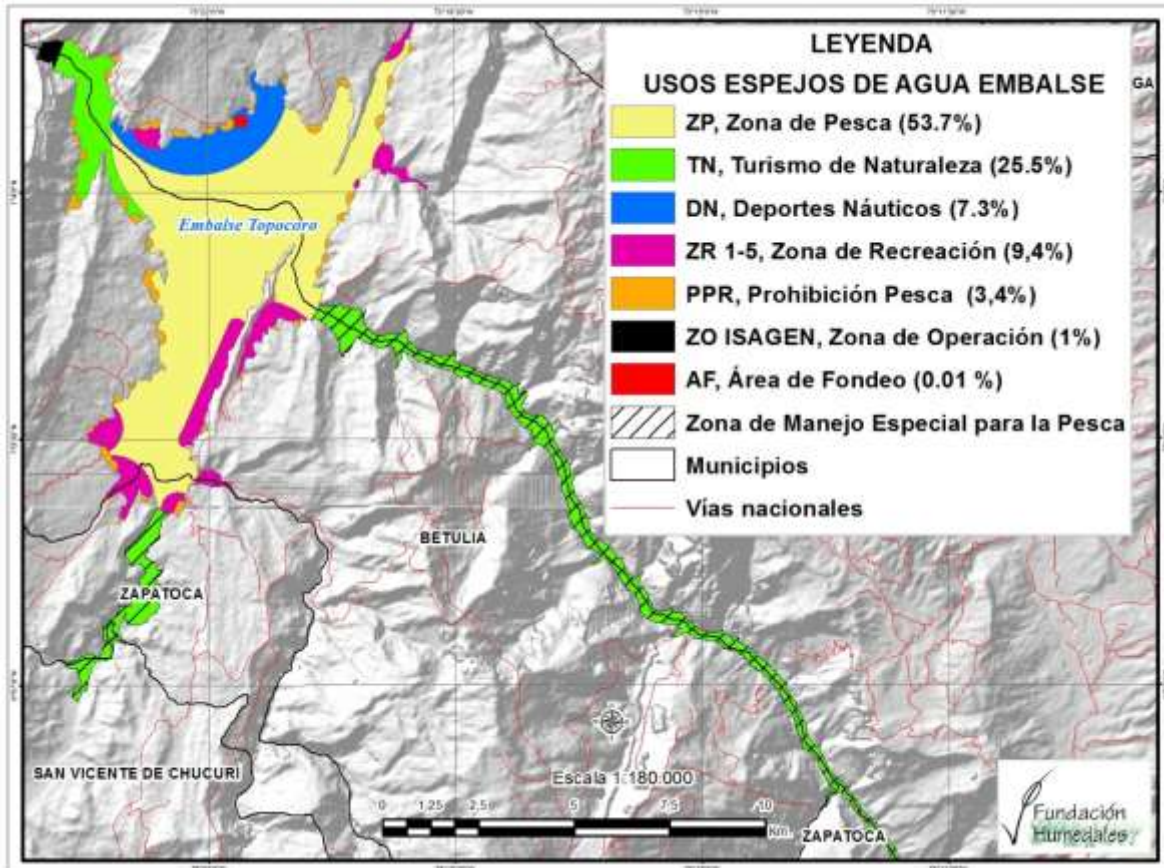 LEYENDA
USOS ESPEJOS DE AGUA EMBALSE
ZP, Zona de Pesca (53.7%)
TN, Turismo de Naturaleza (25.5%)
DN, Deportes Náuticos (7.3%)
ZR 1-5, Zona de Recreación (9,4%)
PPR, Prohibición Pesca (3,4%)
ZO ISAGEN, Zona de Operación (1%)
AF, Área de Fondeo (0.01 %)
Zona de Manejo Especial para la Pesca
Municipios
Vías nacionales
GA
Embalse Topocoro
BETULIA
ZAPATOCA
SAN VICENTE DE CHUCURÍ
Escala 1:180.000
0 1,25 2,5 5 7,5 10
Km.
ZAPATOCA
Fundación
Humedales